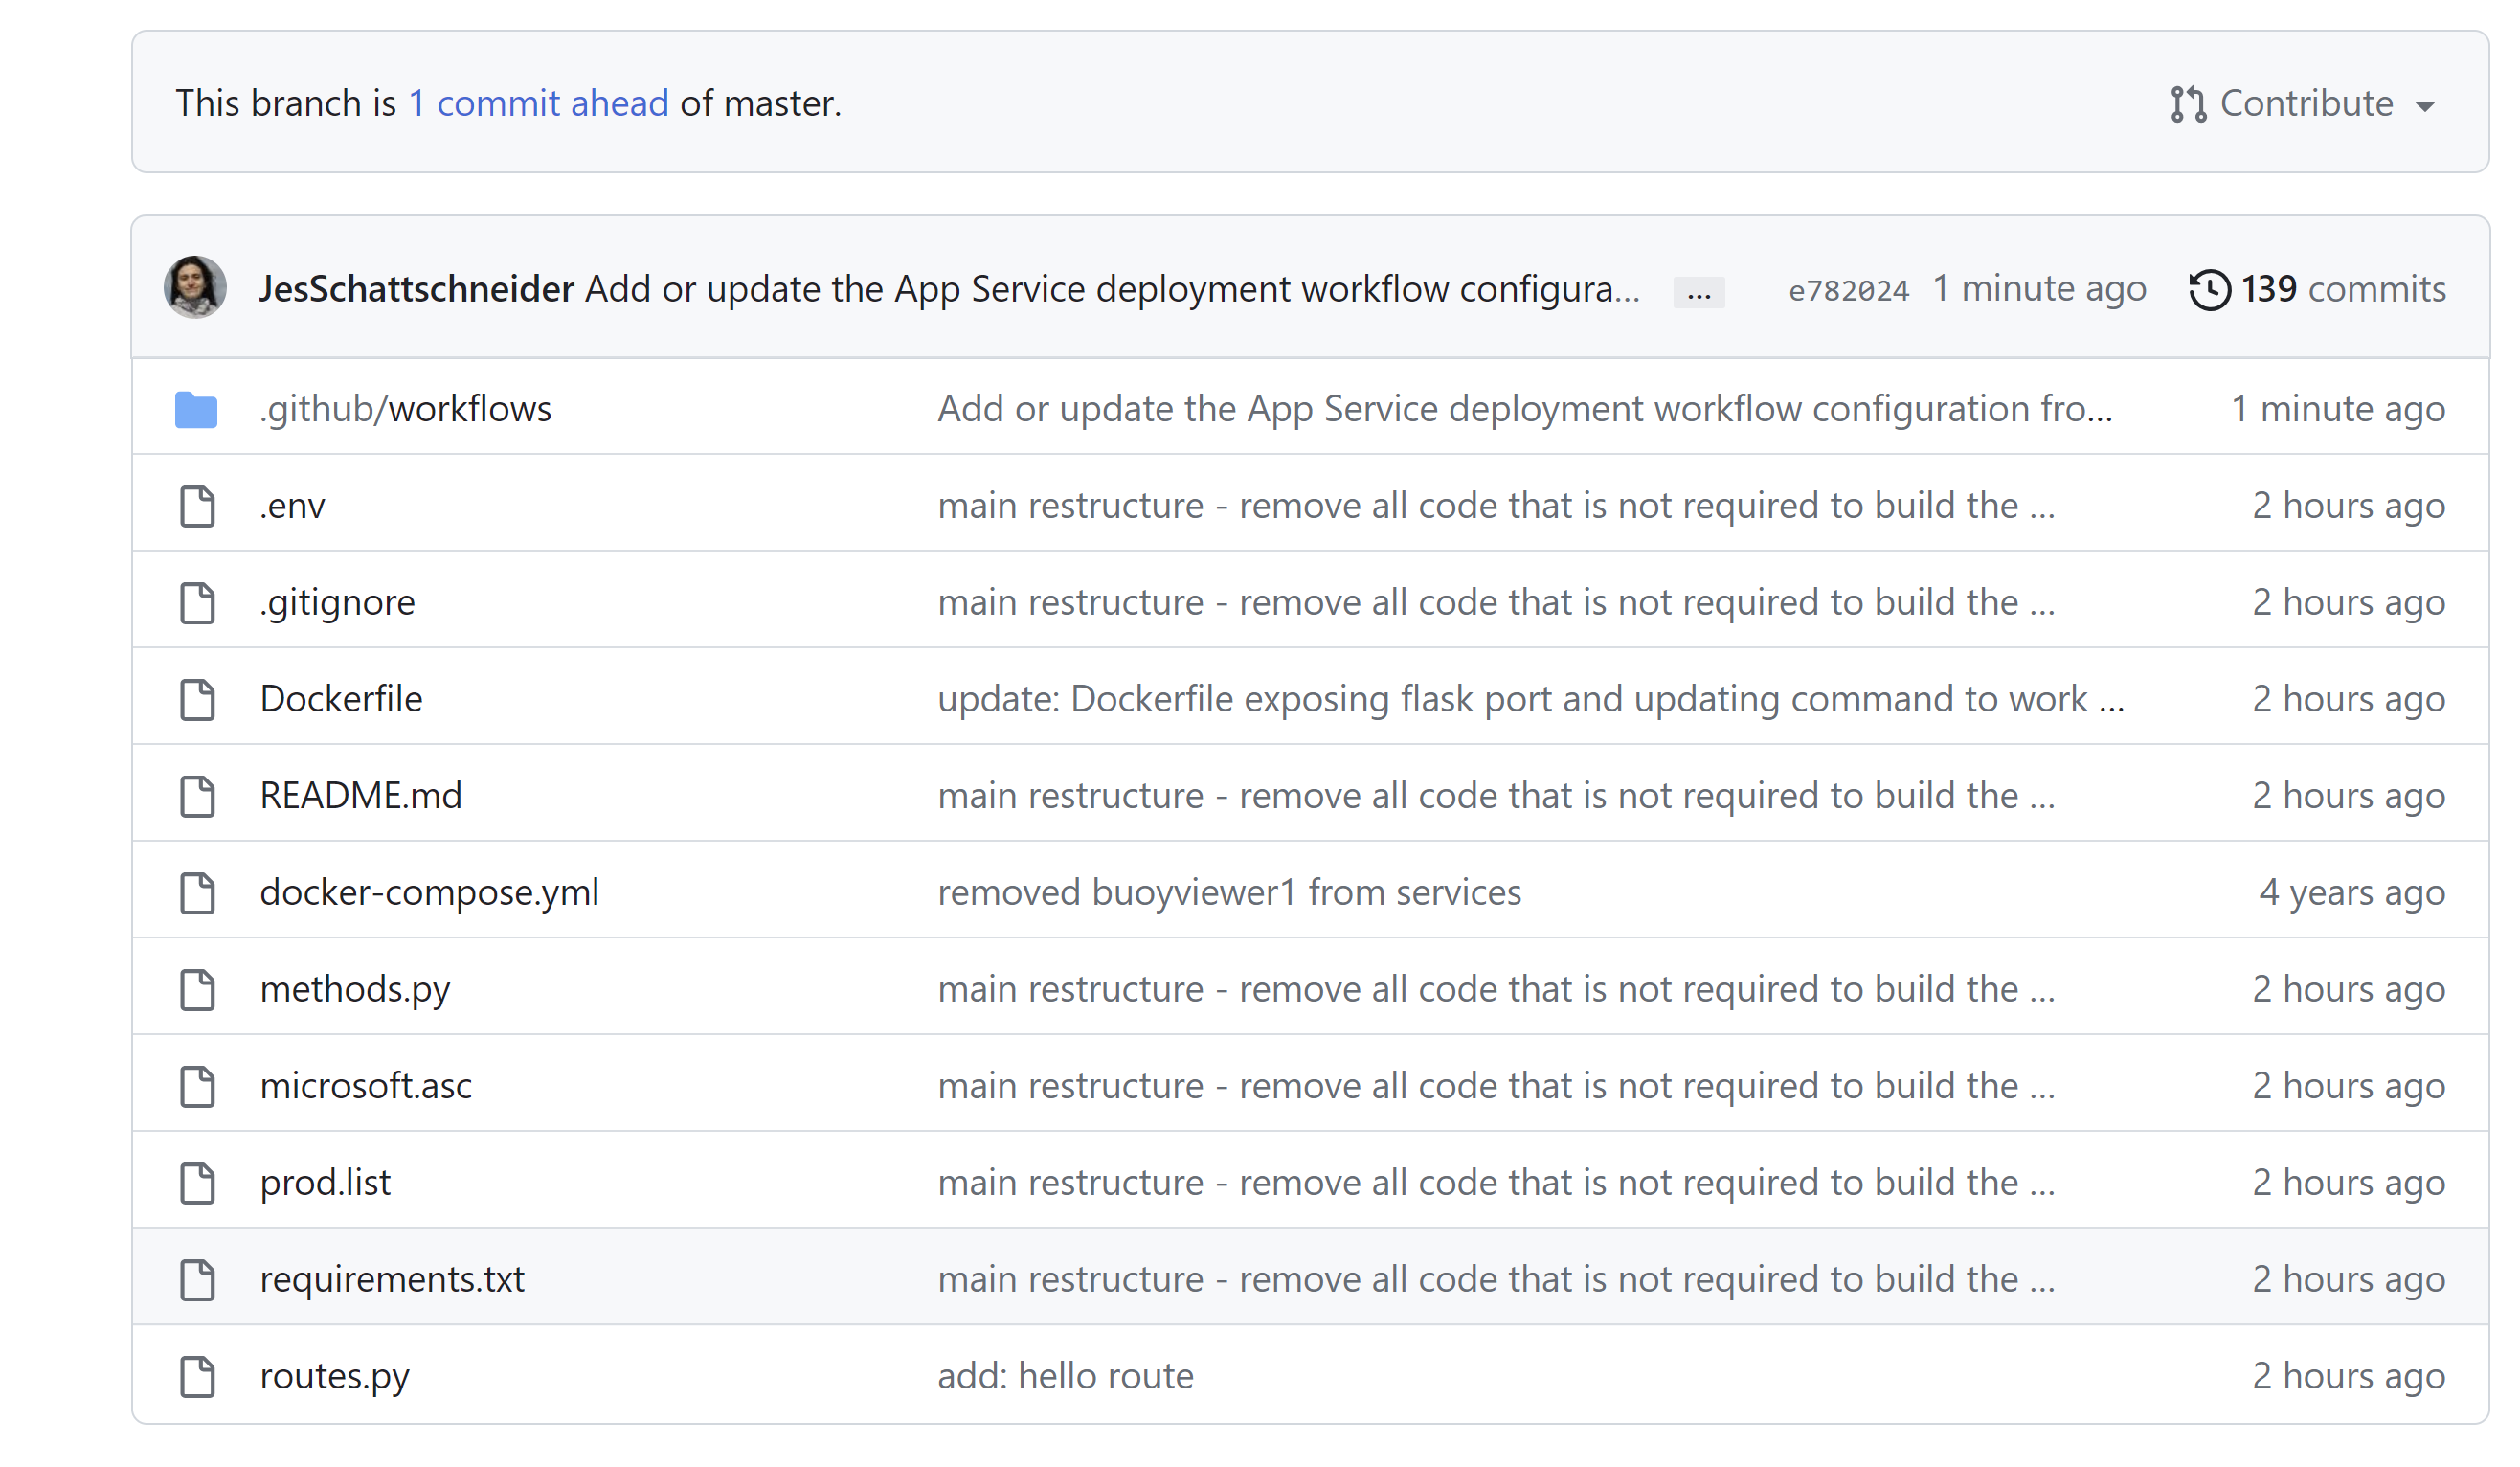 This branch is 1 commit ahead of master.
Contribute
JesSchattschneider Add or update the App Service deployment workflow configura... ... e782024 1 minute ago 139 commits
.github/workflows Add or update the App Service deployment workflow configuration fro... 1 minute ago
.env main restructure - remove all code that is not required to build the ... 2 hours ago
.gitignore main restructure - remove all code that is not required to build the ... 2 hours ago
Dockerfile update: Dockerfile exposing flask port and updating command to work ... 2 hours ago
README.md main restructure - remove all code that is not required to build the ... 2 hours ago
docker-compose.yml removed buoyviewer1 from services 4 years ago
methods.py main restructure - remove all code that is not required to build the ... 2 hours ago
microsoft.asc main restructure - remove all code that is not required to build the ... 2 hours ago
prod.list main restructure - remove all code that is not required to build the ... 2 hours ago
requirements.txt main restructure - remove all code that is not required to build the ... 2 hours ago
routes.py add: hello route 2 hours ago